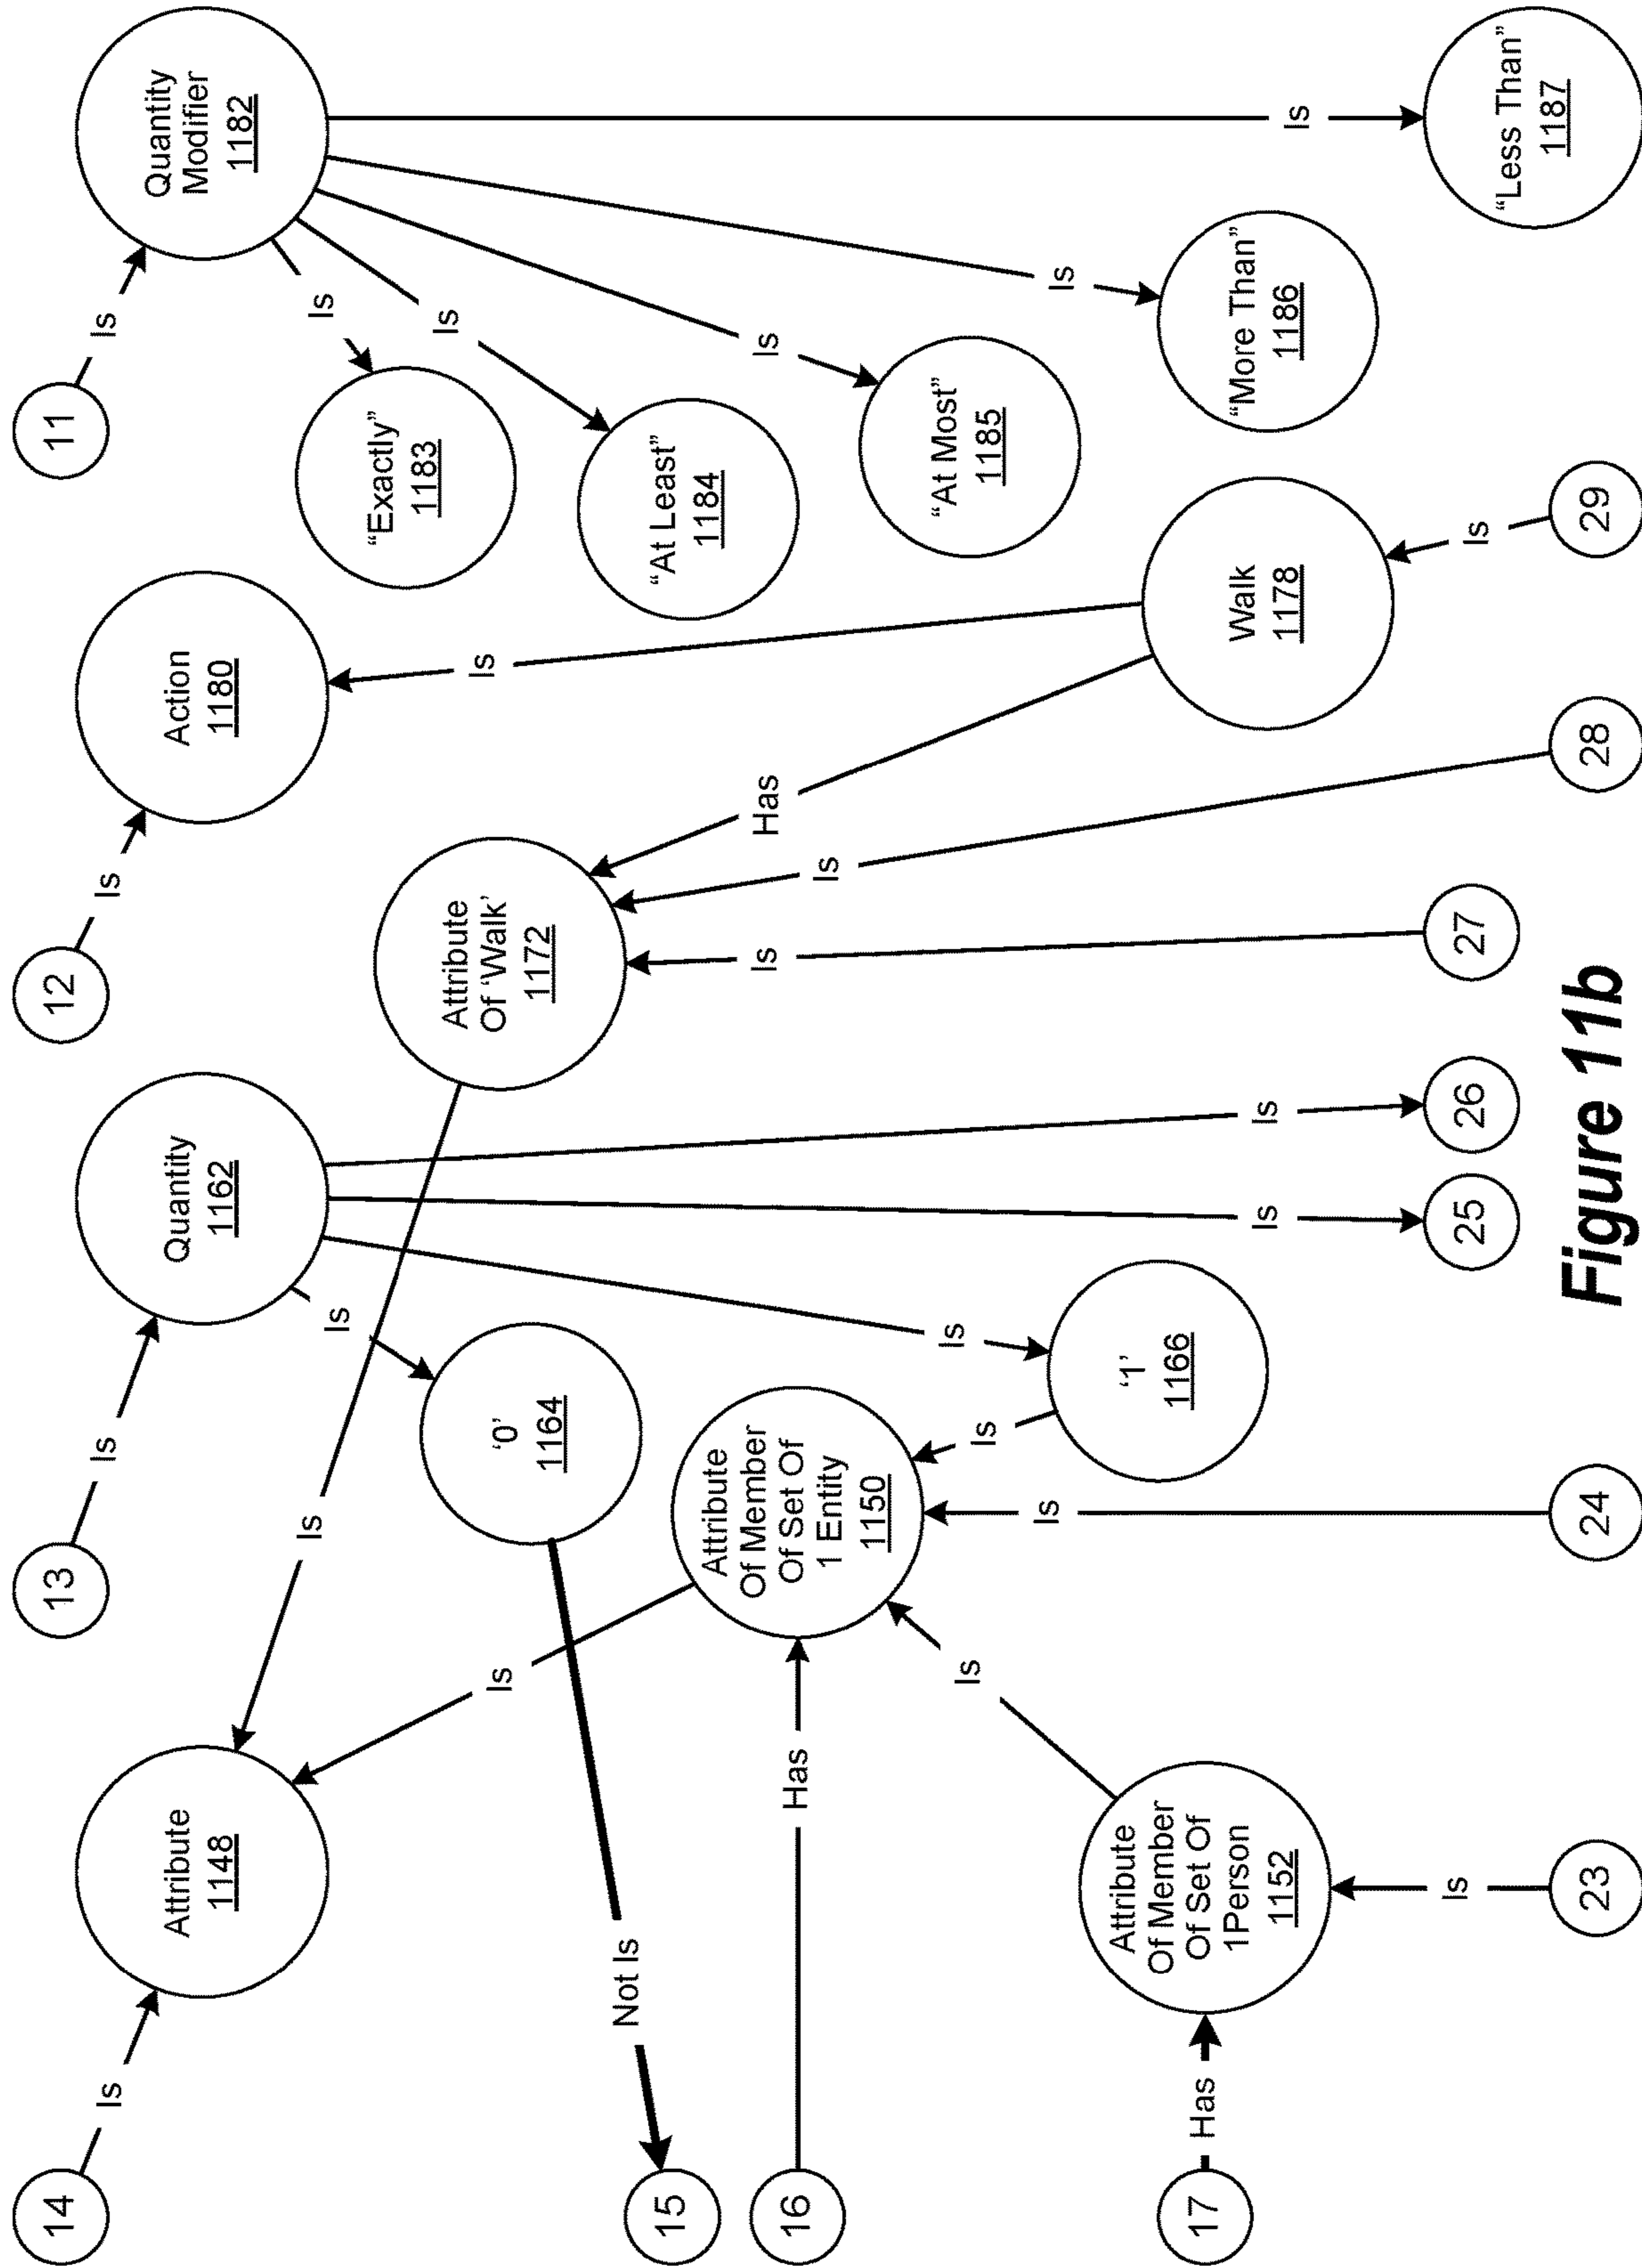 14
Is
Attribute
1148
13
Is
Quantity
1162
12
Is
Action
1180
11
Is
Quantity
Modifier
1182
Is
Is
Is
Is
Is
Is
“Exactly”
1183
Attribute
Of ‘Walk’
1172
Is
Is
‘0’
1164
Not Is
15
“At Least”
1184
Has
Is
Is
16
Has
Attribute
Of Member
Of Set Of
1 Entity
1150
“At Most”
1185
Is
Is
Is
Is
Is
17
Has
Attribute
Of Member
Of Set Of
1Person
1152
‘1’
1166
Is
Is
Walk
1178
“More Than”
1186
Is
Is
Is
25
26
27
“Less Than”
1187
23
24
28
29
Figure 11b